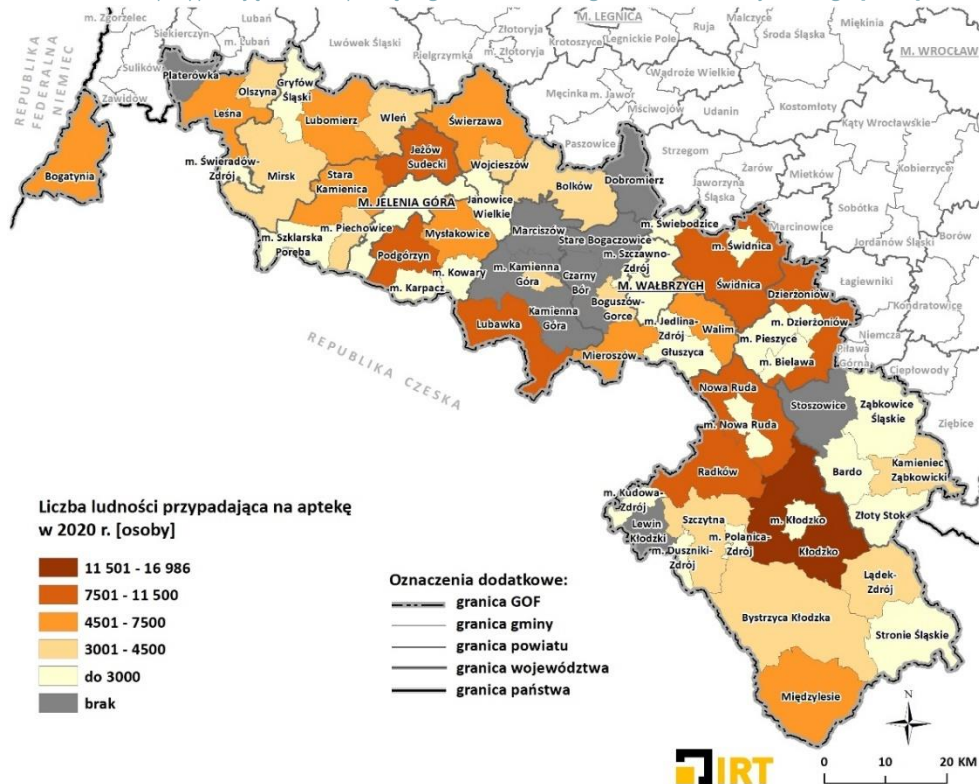 m. Zgorzelec
Lubań
Siekierczyn
m. Lubań
Sulików
Zawidów
Lwówek Śląski
Pielgrzymka
Złotoryja
m. Złotoryja
M. LEGNICA
Krotoszyce
Legnickie Pole
Ruja
Malczyce
Środa Śląska
Miękinia
M. WROCŁAW
Wądroże Wielkie
Męcinka
m. Jawor
Mściwojów
Udanin
Kostomłoty
Kąty Wrocławskie
Paszowice
Strzegom
Żarów
Mietków
Kobierzyce
Jaworzyna
Śląska
Sobótka
Marcinowice
Jordanów Śląski
Borów
Łagiewniki
Kondratowice
Niemcza
Piława
Górna
Ciepłowody
Ziębice
REPUBLIKA
FEDERALNA
NIEMIEC
REPUBLIKA CZESKA
Platerówka
Olszyna
Gryfów
Śląski
Leśna
Lubomierz
Wleń
Świerzawa
Bogatynia
m. Świeradów-
Zdrój
Mirsk
Stara
Kamienica
Jeżów
Sudecki
Wojcieszów
Bolków
Dobromierz
M. JELENIA GÓRA
Janowice
Wielkie
m. Piechowice
m. Szklarska
Poręba
Podgórzyn
Mysłakowice
m. Kowary
m. Karpacz
Marciszów
Stare Bogaczowice
m. Świebodzice
m. Szczawno-
Zdrój
m. Kamienna
Góra
Czarny
Bór
M. WAŁBRZYCH
Boguszów-
Gorce
Kamienna
Góra
Lubawka
Mieroszów
m. Jedlina-
Zdrój
Głuszyca
Walim
m. Świdnica
Świdnica
Dzierżoniów
m. Dzierżoniów
m. Pieszyce
m. Bielawa
Nowa Ruda
m. Nowa Ruda
Stoszowice
Ząbkowice
Śląskie
Bardo
Kamieniec
Ząbkowicki
Złoty Stok
Radków
m. Kudowa-
Zdrój
Lewin
Kłodzki
m. Duszniki-
Zdrój
Szczytna
m. Polanica-
Zdrój
m. Kłodzko
Kłodzko
Lądek-
Zdrój
Bystrzyca Kłodzka
Stronie Śląskie
Międzylesie
Liczba ludności przypadająca na aptekę
w 2020 r. [osoby]
11 501 - 16 986
7501 - 11 500
4501 - 7500
3001 - 4500
do 3000
brak
Oznaczenia dodatkowe:
granica GOF
granica gminy
granica powiatu
granica województwa
granica państwa
N
IRT
0 10 20 KM